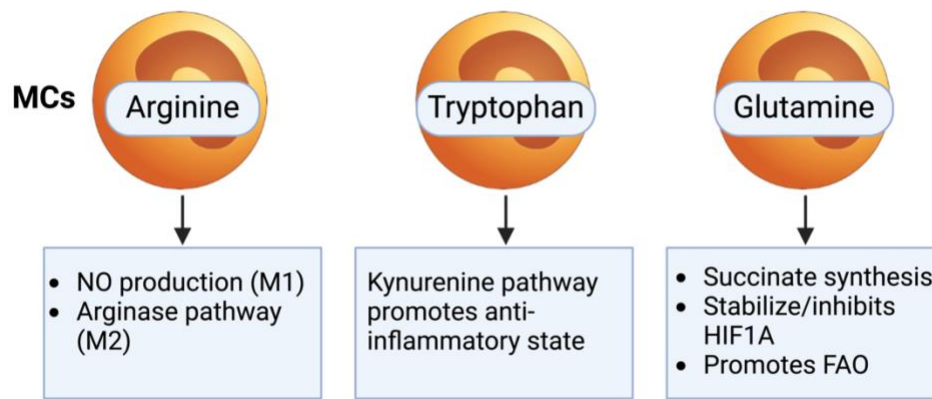 MCs
Arginine
Tryptophan
Glutamine
• NO production (M1)
• Arginase pathway
(M2)
Kynurenine pathway
promotes anti-
inflammatory state
• Succinate synthesis
• Stabilize/inhibits
HIF1A
• Promotes FAO